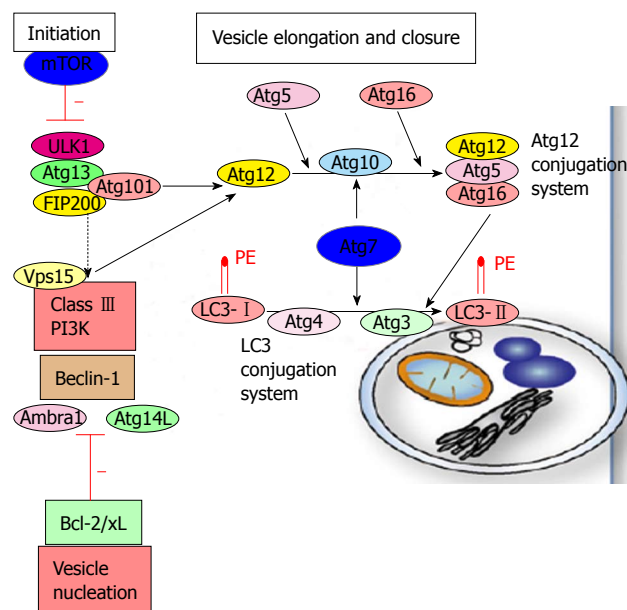 Initiation
mTOR
–
ULK1
Atg13
Atg101
FIP200
Vps15
Class Ⅲ
PI3K
Beclin-1
Ambra1
Atg14L
–
Bcl-2/xL
Vesicle
nucleation
Vesicle elongation and closure
Atg5
Atg16
Atg12
Atg10
Atg12
Atg5
Atg16
Atg12
conjugation
system
Atg7
PE
PE
LC3-Ⅰ
Atg4
Atg3
LC3-Ⅱ
LC3
conjugation
system